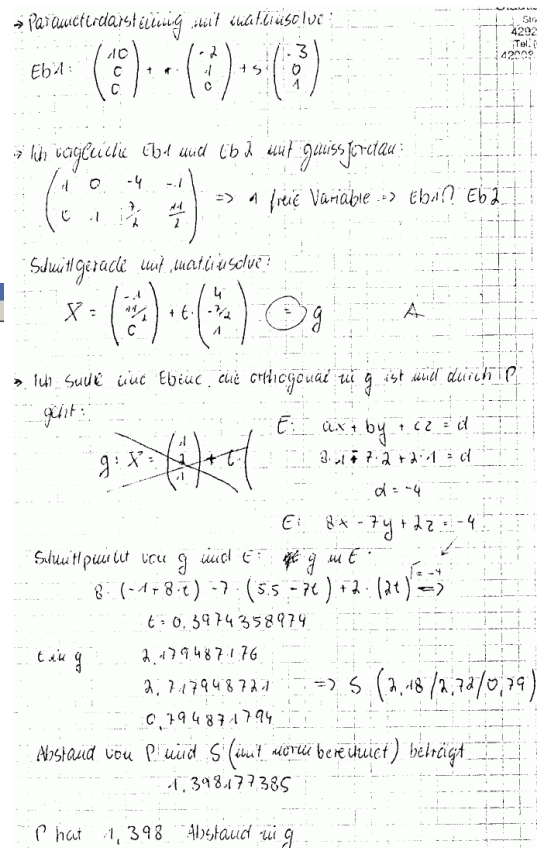 → Parameterdarstellung mit matlinsolve:
Eb1: (10 0 0) + r · (-2 1 0) + s · (-3 0 1)
→ Ich vergleiche Eb1 und Eb2 mit gaussjordan:
(1 0 -4 -1
0 1 7/2 11/2) => 1 freie Variable => Eb1 ∩ Eb2
Schnittgerade mit matlinsolve:
X = (-1 11/2 0) + t · (4 -7/2 1) = g A
→ Ich suche eine Ebene, die orthogonal zu g ist und durch P
geht:
E: ax + by + cz = d
g: X = (1 2 1) + t · (
8·1 - 7·2 + 2·1 = d
d = -4
E: 8x - 7y + 2z = -4
Schnittpunkt von g und E: g in E:
8 · (-1+8·t) -7 · (5.5 - 7t) + 2 · (2t) = -4 =>
t = 0.3974358974
t in g 2.179487176
2.717948721 => S (2,18/2,72/0,79)
0.7948717948
Abstand von P und S (mit norm berechnet) beträgt
1.398177385
P hat 1,398 Abstand zu g